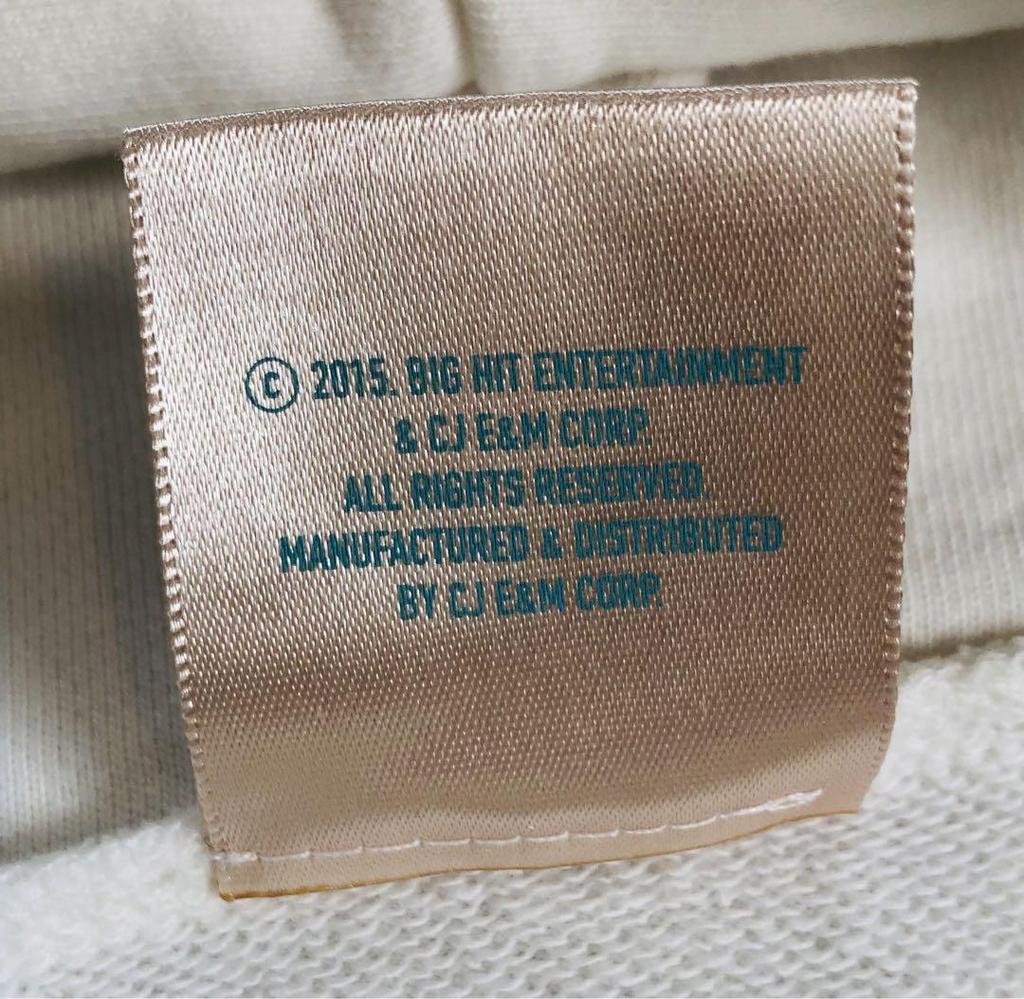 © 2015. BIG HIT ENTERTAINMENT
& CJ E&M CORP.
ALL RIGHTS RESERVED.
MANUFACTURED & DISTRIBUTED
BY CJ E&M CORP.